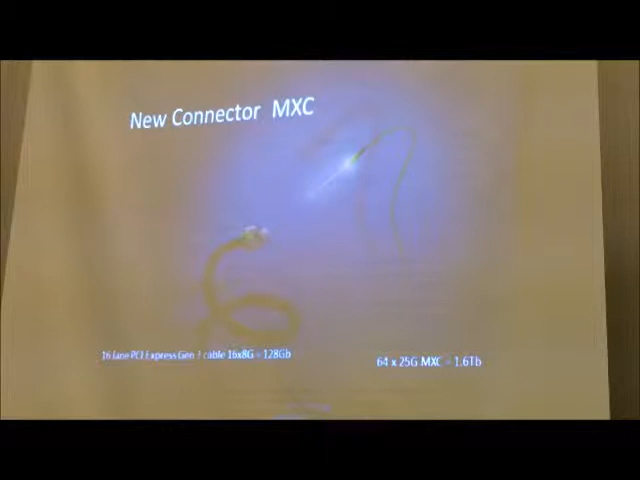 New Connector MXC
16 lane PCI Express Gen 3 cable 16x8G = 128Gb
64 x 25G MXC = 1.6Tb